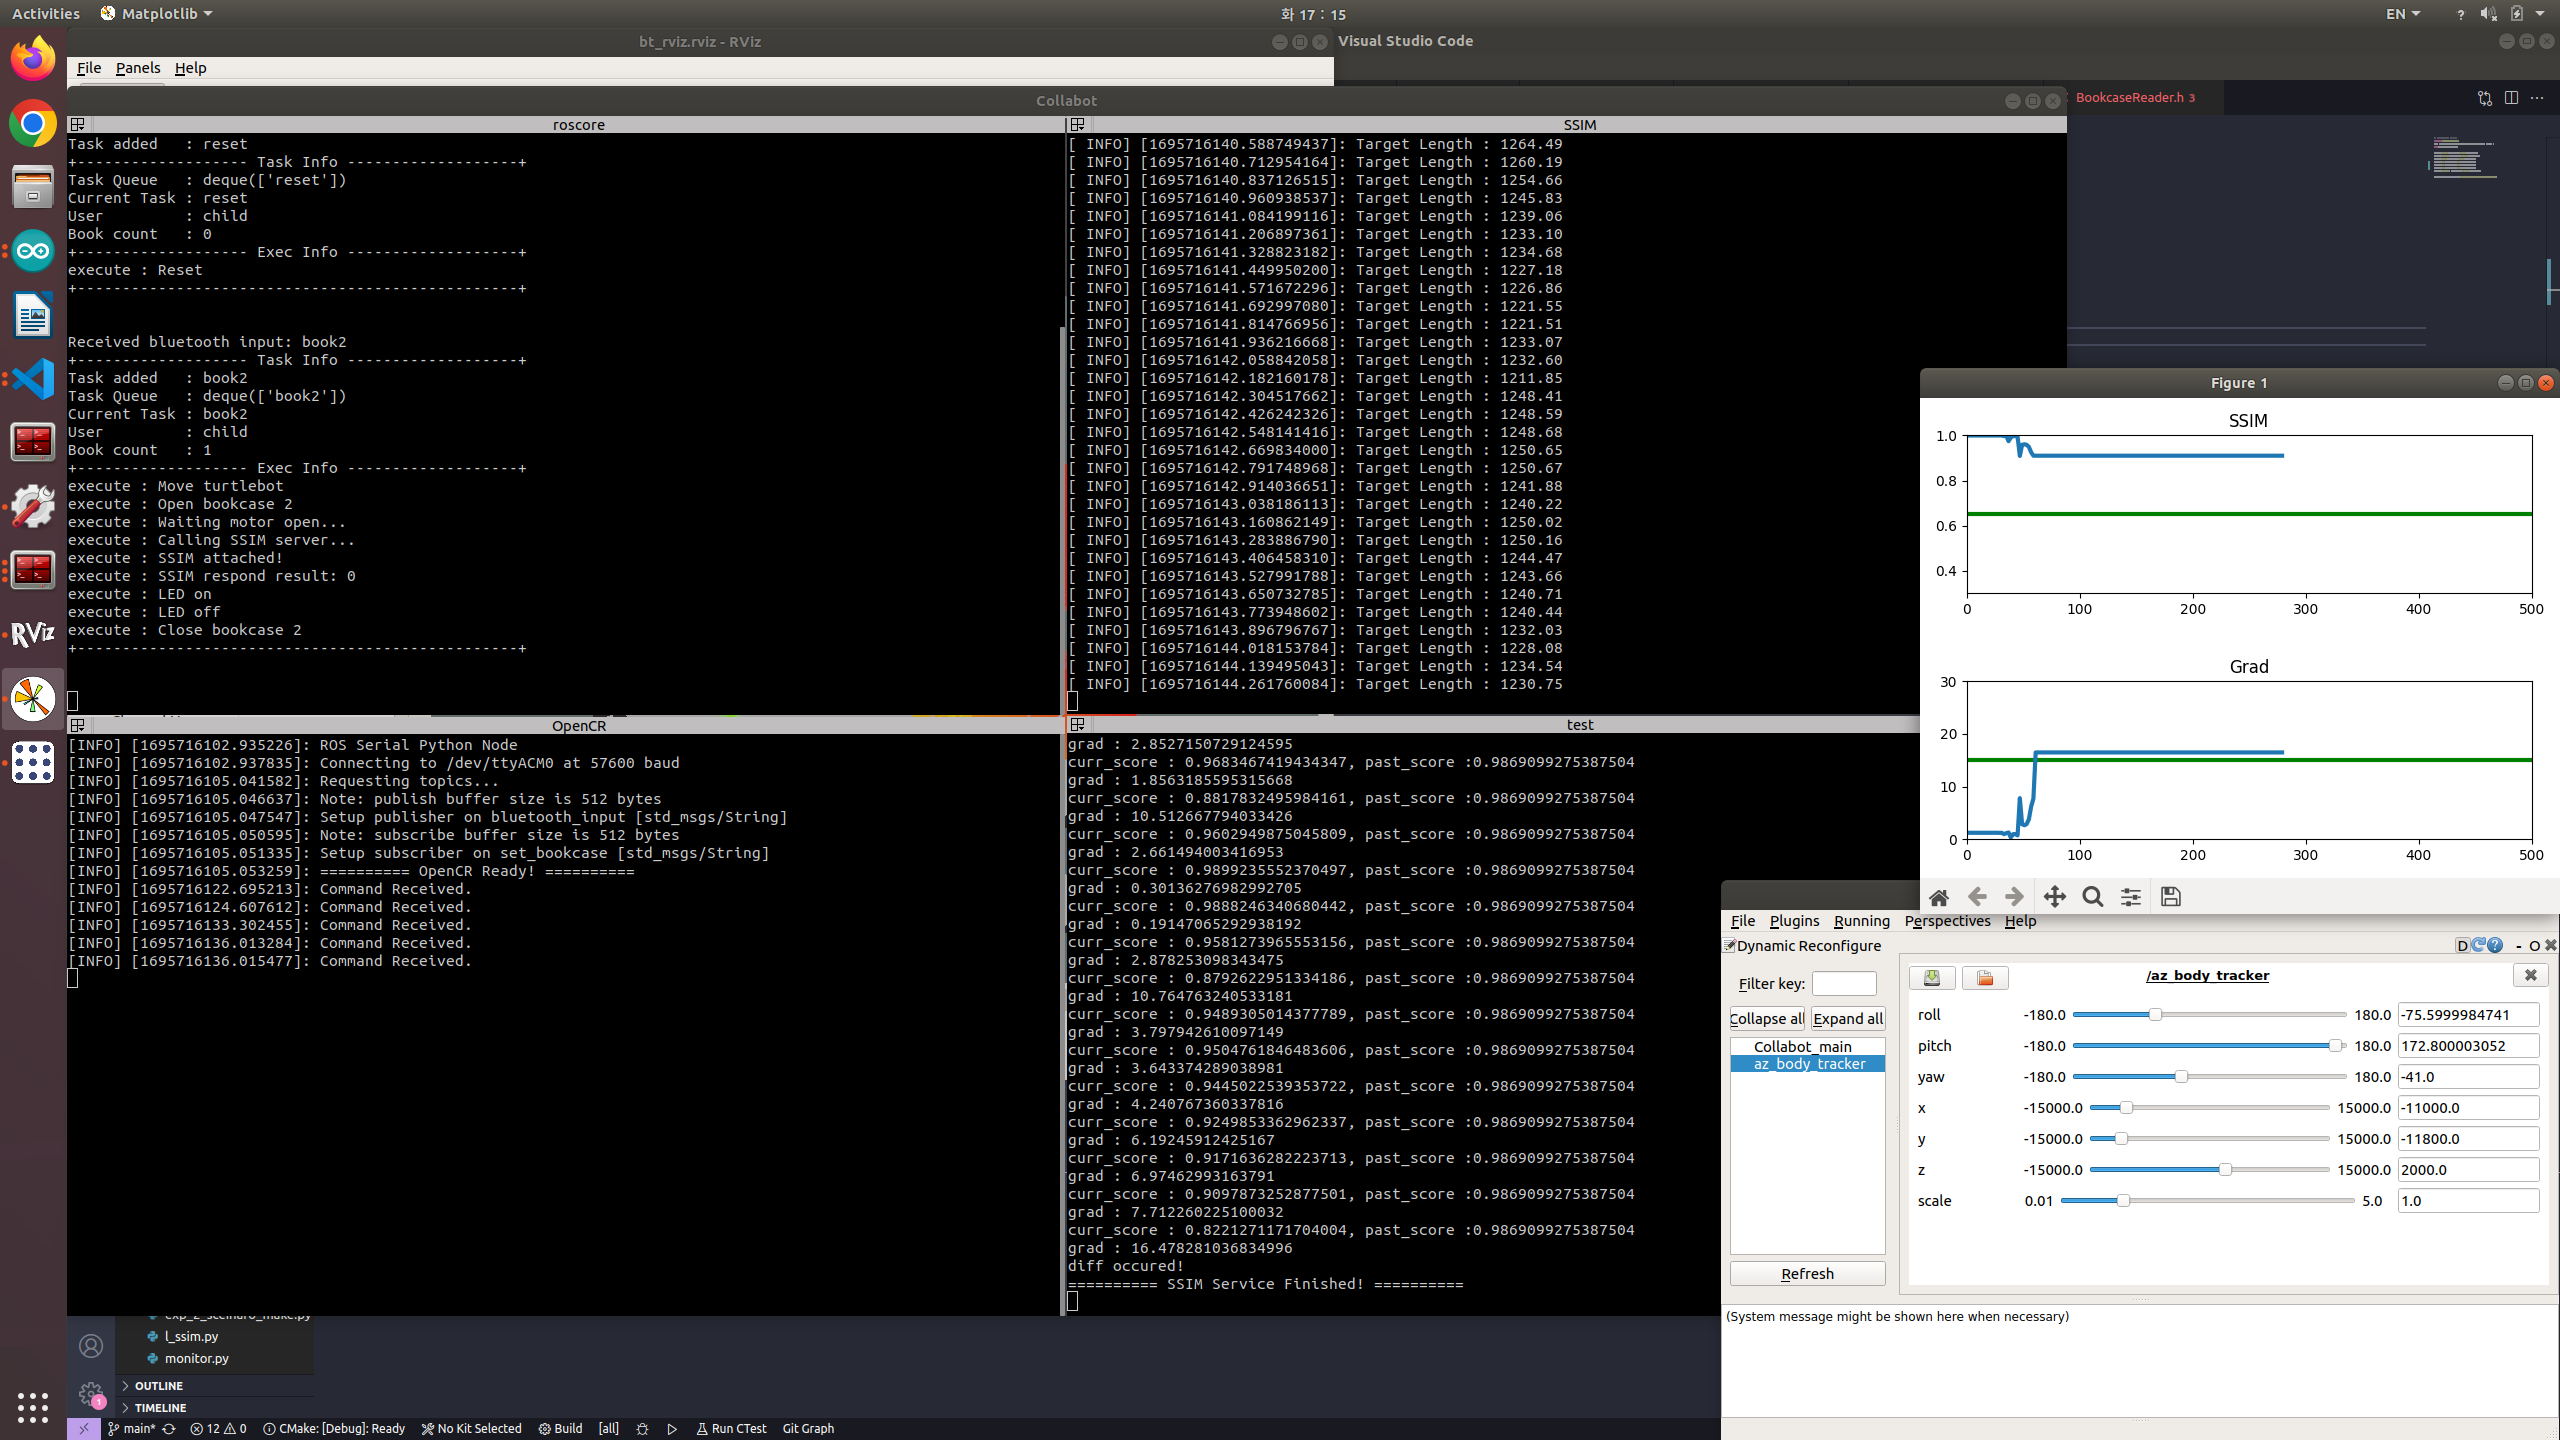 Activities
Matplotlib
화 17 : 15
EN
bt_rviz.rviz - RViz
Visual Studio Code
File Panels Help
BookcaseReader.h 3
Collabot
roscore
Task added   : reset
+------------------- Task Info -------------------+
Task Queue   : deque(['reset'])
Current Task : reset
User         : child
Book count   : 0
+------------------- Exec Info -------------------+
execute : Reset
+-------------------------------------------------+
Received bluetooth input: book2
+------------------- Task Info -------------------+
Task added   : book2
Task Queue   : deque(['book2'])
Current Task : book2
User         : child
Book count   : 1
+------------------- Exec Info -------------------+
execute : Move turtlebot
execute : Open bookcase 2
execute : Waiting motor open...
execute : Calling SSIM server...
execute : SSIM attached!
execute : SSIM respond result: 0
execute : LED on
execute : LED off
execute : Close bookcase 2
+-------------------------------------------------+
SSIM
[ INFO] [1695716140.588749437]: Target Length : 1264.49
[ INFO] [1695716140.712954164]: Target Length : 1260.19
[ INFO] [1695716140.837126515]: Target Length : 1254.66
[ INFO] [1695716140.960938537]: Target Length : 1245.83
[ INFO] [1695716141.084199116]: Target Length : 1239.06
[ INFO] [1695716141.206897361]: Target Length : 1233.10
[ INFO] [1695716141.328823182]: Target Length : 1234.68
[ INFO] [1695716141.449950200]: Target Length : 1227.18
[ INFO] [1695716141.571672296]: Target Length : 1226.86
[ INFO] [1695716141.692997080]: Target Length : 1221.55
[ INFO] [1695716141.814766956]: Target Length : 1221.51
[ INFO] [1695716141.936216668]: Target Length : 1233.07
[ INFO] [1695716142.058842058]: Target Length : 1232.60
[ INFO] [1695716142.182160178]: Target Length : 1211.85
[ INFO] [1695716142.304517662]: Target Length : 1248.41
[ INFO] [1695716142.426242326]: Target Length : 1248.59
[ INFO] [1695716142.548141416]: Target Length : 1248.68
[ INFO] [1695716142.669834000]: Target Length : 1250.65
[ INFO] [1695716142.791748968]: Target Length : 1250.67
[ INFO] [1695716142.914036651]: Target Length : 1241.88
[ INFO] [1695716143.038186113]: Target Length : 1240.22
[ INFO] [1695716143.160862149]: Target Length : 1250.02
[ INFO] [1695716143.283886790]: Target Length : 1250.16
[ INFO] [1695716143.406458310]: Target Length : 1244.47
[ INFO] [1695716143.527991788]: Target Length : 1243.66
[ INFO] [1695716143.650732785]: Target Length : 1240.71
[ INFO] [1695716143.773948602]: Target Length : 1240.44
[ INFO] [1695716143.896796767]: Target Length : 1232.03
[ INFO] [1695716144.018153784]: Target Length : 1228.08
[ INFO] [1695716144.139495043]: Target Length : 1234.54
[ INFO] [1695716144.261760084]: Target Length : 1230.75
OpenCR
[INFO] [1695716102.935226]: ROS Serial Python Node
[INFO] [1695716102.937835]: Connecting to /dev/ttyACM0 at 57600 baud
[INFO] [1695716105.041582]: Requesting topics...
[INFO] [1695716105.046637]: Note: publish buffer size is 512 bytes
[INFO] [1695716105.047547]: Setup publisher on bluetooth_input [std_msgs/String]
[INFO] [1695716105.050595]: Note: subscribe buffer size is 512 bytes
[INFO] [1695716105.051335]: Setup subscriber on set_bookcase [std_msgs/String]
[INFO] [1695716105.053259]: ========== OpenCR Ready! ==========
[INFO] [1695716122.695213]: Command Received.
[INFO] [1695716124.607612]: Command Received.
[INFO] [1695716133.302455]: Command Received.
[INFO] [1695716136.013284]: Command Received.
[INFO] [1695716136.015477]: Command Received.
test
grad : 2.8527150729124595
curr_score : 0.9683467419434347, past_score :0.9869099275387504
grad : 1.8563185595315668
curr_score : 0.8817832495984161, past_score :0.9869099275387504
grad : 10.512667794033426
curr_score : 0.9602949875045809, past_score :0.9869099275387504
grad : 2.661494003416953
curr_score : 0.9899235552370497, past_score :0.9869099275387504
grad : 0.30136276982992705
curr_score : 0.9888246340680442, past_score :0.9869099275387504
grad : 0.19147065292938192
curr_score : 0.9581273965553156, past_score :0.9869099275387504
grad : 2.878253098343475
curr_score : 0.8792622951334186, past_score :0.9869099275387504
grad : 10.764763240533181
curr_score : 0.9489305014377789, past_score :0.9869099275387504
grad : 3.797942610097149
curr_score : 0.9504761846483606, past_score :0.9869099275387504
grad : 3.643374289038981
curr_score : 0.9445022539353722, past_score :0.9869099275387504
grad : 4.240767360337816
curr_score : 0.9249853362962337, past_score :0.9869099275387504
grad : 6.19245912425167
curr_score : 0.9171636282223713, past_score :0.9869099275387504
grad : 6.97462993163791
curr_score : 0.9097873252877501, past_score :0.9869099275387504
grad : 7.712260225100032
curr_score : 0.8221271171704004, past_score :0.9869099275387504
grad : 16.478281036834996
diff occured!
========== SSIM Service Finished! ==========
Figure 1
SSIM
1.0
0.8
0.6
0.4
0 100 200 300 400 500
Grad
30
20
10
0
0 100 200 300 400 500
File Plugins Running Perspectives Help
Dynamic Reconfigure
D
- O
Filter key:
Collapse all Expand all
Collabot_main
az_body_tracker
Refresh
/az_body_tracker
roll -180.0 180.0 -75.5999984741
pitch -180.0 180.0 172.800003052
yaw -180.0 180.0 -41.0
x -15000.0 15000.0 -11000.0
y -15000.0 15000.0 -11800.0
z -15000.0 15000.0 2000.0
scale 0.01 5.0 1.0
(System message might be shown here when necessary)
RViz
l_ssim.py
monitor.py
OUTLINE
TIMELINE
1
main* 12 0 CMake: [Debug]: Ready No Kit Selected Build [all] Run CTest Git Graph